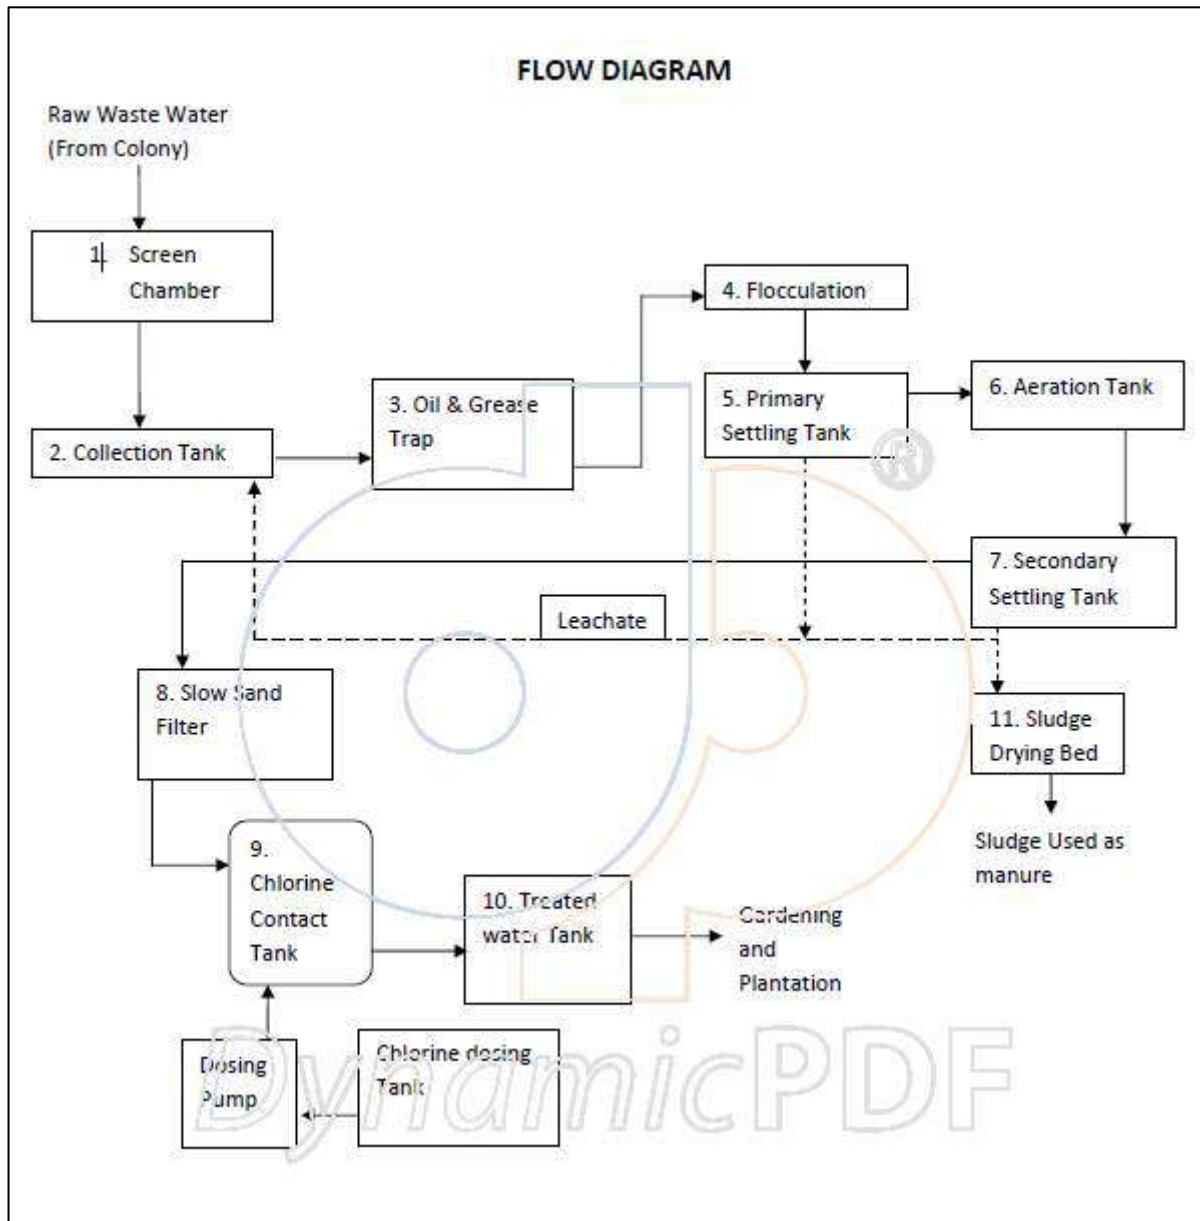 FLOW DIAGRAM
Raw Waste Water
(From Colony)
1. Screen
Chamber
2. Collection Tank
3. Oil & Grease
Trap
4. Flocculation
5. Primary
Settling Tank
6. Aeration Tank
7. Secondary
Settling Tank
Leachate
8. Slow Sand
Filter
9.
Chlorine
Contact
Tank
10. Treated
water Tank
Gardening
and
Plantation
11. Sludge
Drying Bed
Sludge Used as
manure
Dosing
Pump
Chlorine dosing
Tank
DynamicPDF
®